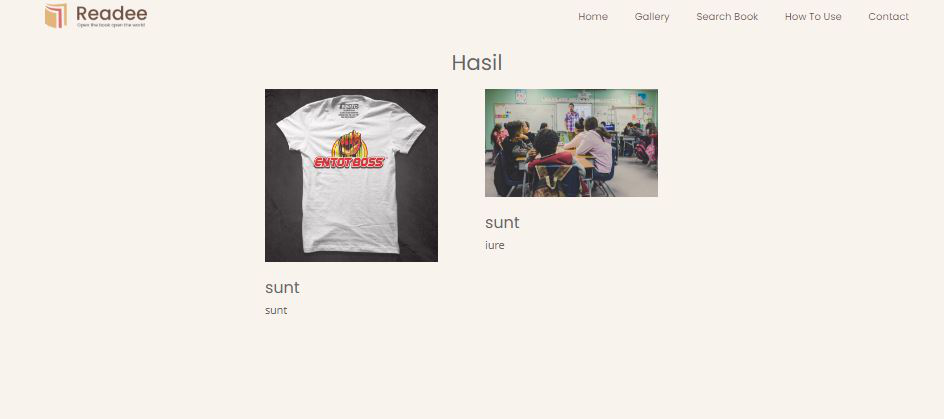 Readee
Open the book open the world
Home Gallery Search Book How To Use Contact
Hasil
ENTOT BOSS
sunt
sunt
sunt
iure